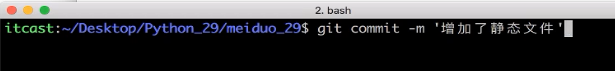 2. bash
itcast:~/Desktop/Python_29/meiduo_29$ git commit -m '增加了静态文件'